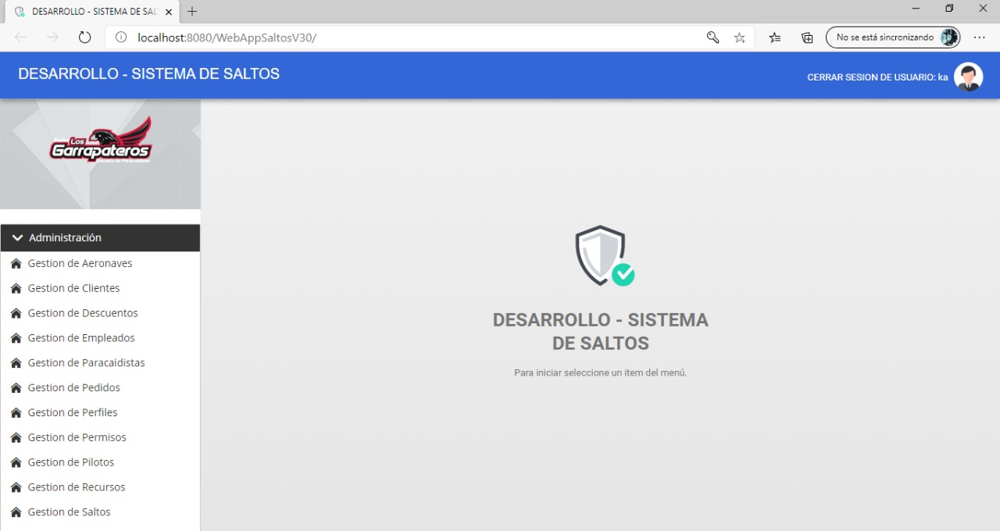 DESARROLLO - SISTEMA DE SAL
localhost:8080/WebAppSaltosV30/
No se está sincronizando
DESARROLLO - SISTEMA DE SALTOS
CERRAR SESION DE USUARIO: ka
Los
Garrapateros
Escuela de Paracaidismo
Administración
Gestion de Aeronaves
Gestion de Clientes
Gestion de Descuentos
Gestion de Empleados
Gestion de Paracaidistas
Gestion de Pedidos
Gestion de Perfiles
Gestion de Permisos
Gestion de Pilotos
Gestion de Recursos
Gestion de Saltos
DESARROLLO - SISTEMA
DE SALTOS
Para iniciar seleccione un item del menú.